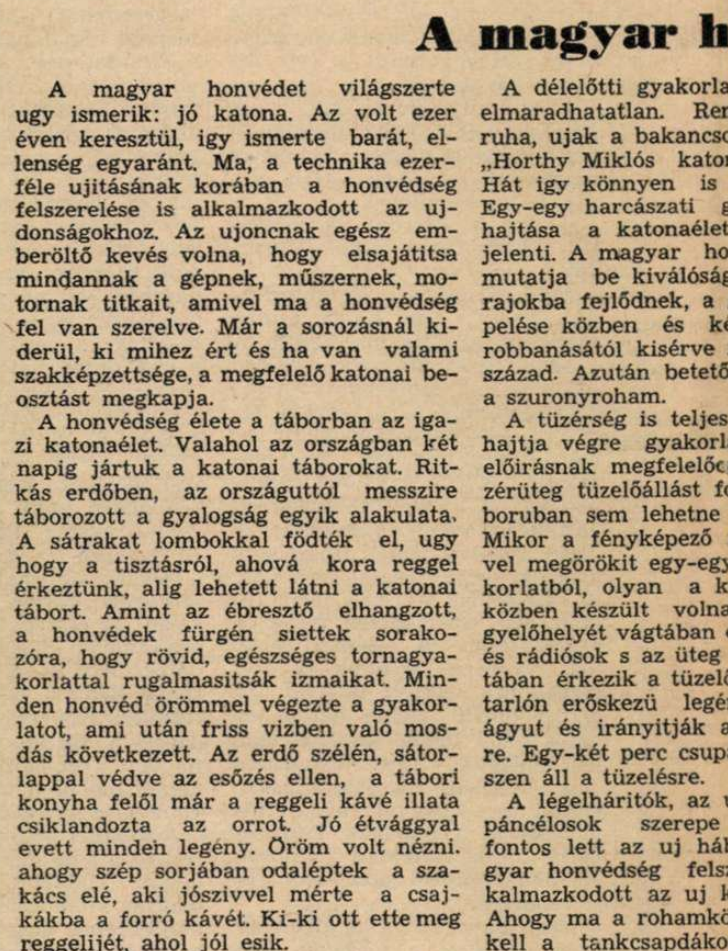 A magyar h
A magyar honvédet világszerte
ugy ismerik: jó katona. Az volt ezer
éven keresztül, igy ismerte barát, el-
lenség egyaránt. Ma, a technika ezer-
féle ujitásának korában a honvédség
felszerelése is alkalmazkodott az uj-
donságokhoz. Az ujoncnak egész em-
beröltő kevés volna, hogy elsajátitsa
mindannak a gépnek, műszernek, mo-
tornak titkait, amivel ma a honvédség
fel van szerelve. Már a sorozásnál ki-
derül, ki mihez ért és ha van valami
szakképzettsége, a megfelelő katonai be-
osztást megkapja.
A honvédség élete a táborban az iga-
zi katonaélet. Valahol az országban két
napig jártuk a katonai táborokat. Rit-
kás erdőben, az országuttól messzire
táborozott a gyalogság egyik alakulata.
A sátrakat lombokkal födték el, ugy
hogy a tisztásról, ahová kora reggel
érkeztünk, alig lehetett látni a katonai
tábort. Amint az ébresztő elhangzott,
a honvédek fürgén siettek sorako-
zóra, hogy rövid, egészséges tornagya-
korlattal rugalmasitsák izmaikat. Min-
den honvéd örömmel végezte a gyakor-
latot, ami után friss vizben való mos-
dás következett. Az erdő szélén, sátor-
lappal védve az esőzés ellen, a tábori
konyha felől már a reggeli kávé illata
csiklandozta az orrot. Jó étvággyal
evett minden legény. Öröm volt nézni.
ahogy szép sorjában odaléptek a sza-
kács elé, aki jószivvel mérte a csaj-
kákba a forró kávét. Ki-ki ott ette meg
reggelijét, ahol jól esik.
A délelőtti gyakorla
elmaradhatatlan. Ren
ruha, ujak a bakancso
„Horthy Miklós kato
Hát igy könnyen is
Egy-egy harcászati g
hajtása a katonaélet
jelenti. A magyar ho
mutatja be kiválóság
rajokba fejlődnek, a
pelése közben és ké
robbanásától kisérve
század. Azután betető
a szuronyroham.
A tüzérség is teljes
hajtja végre gyakorl
előirásnak megfelelőe
zérüteg tüzelőállást fo
boruban sem lehetne
Mikor a fényképező
vel megörökit egy-egy
korlatból, olyan a k
közben készült volna
gyelőhelyét vágtában
és rádiósok s az üteg
tában érkezik a tüzelő
tarlón erőskezü legé
ágyut és irányitják a
re. Egy-két perc csup
szen áll a tüzelésre.
A légelháritók, az u
páncélosok szerepe
fontos lett az uj háb
gyar honvédség felsz
kalmazkodott az uj k
Ahogy ma a rohamkö
kell a tankcsapdáko